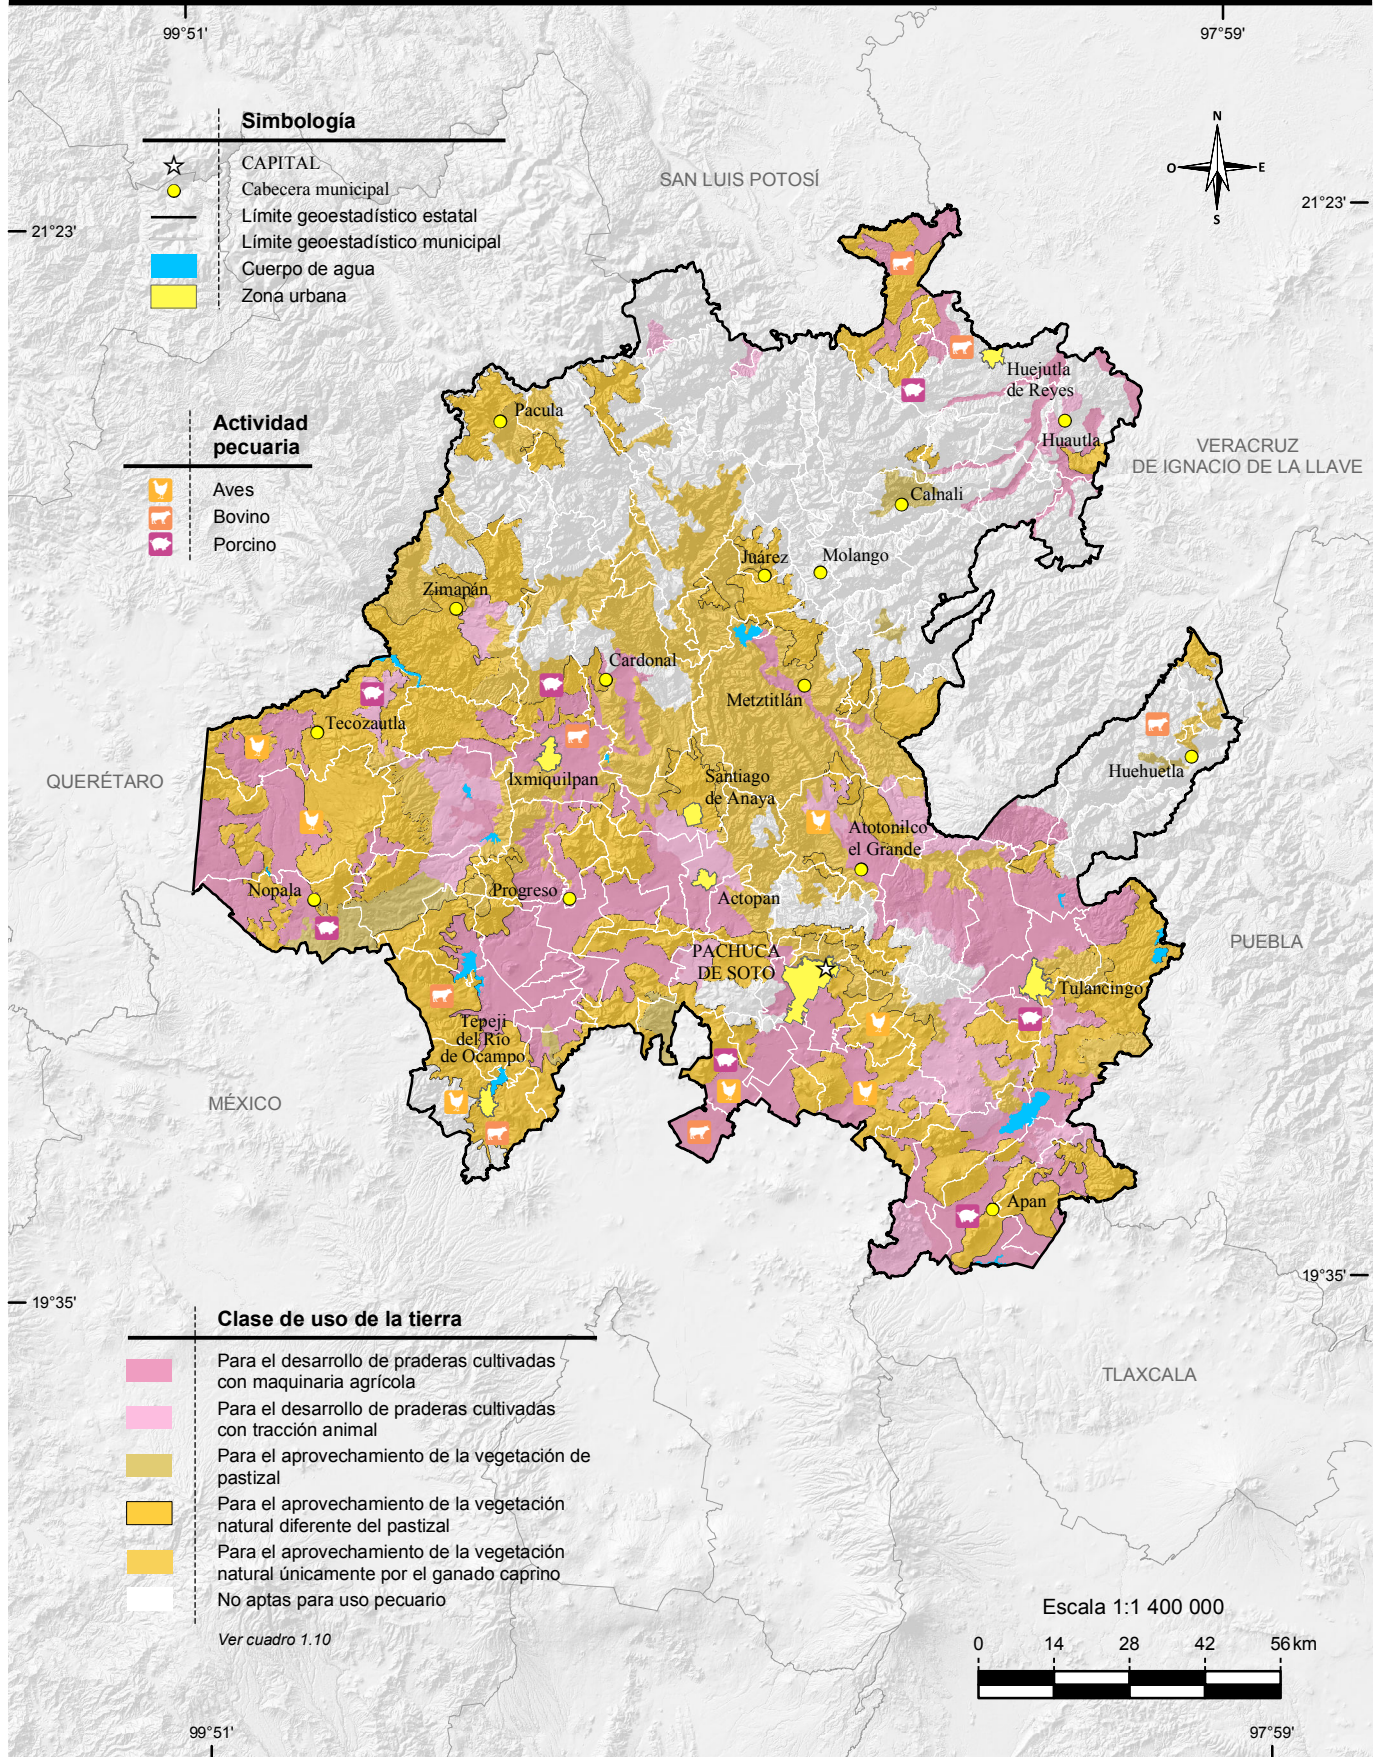 99°51'
97°59'
Simbología
CAPITAL
Cabecera municipal
Límite geoestadístico estatal
Límite geoestadístico municipal
Cuerpo de agua
Zona urbana
N
O
E
S
SAN LUIS POTOSÍ
21°23'
21°23'
Actividad
pecuaria
Aves
Bovino
Porcino
Huejutla
de Reyes
Pacula
Huautla
VERACRUZ
DE IGNACIO DE LA LLAVE
Calnali
Juárez
Molango
Zimapán
Cardonal
Metztitlán
Tecozautla
Huehuetla
QUERÉTARO
Ixmiquilpan
Santiago
de Anaya
Atotonilco
el Grande
Nopala
Progreso
Actopan
PACHUCA
DE SOTO
PUEBLA
Tulancingo
Tepeji
del Río
de Ocampo
MÉXICO
Apan
19°35'
19°35'
Clase de uso de la tierra
Para el desarrollo de praderas cultivadas
con maquinaria agrícola
Para el desarrollo de praderas cultivadas
con tracción animal
Para el aprovechamiento de la vegetación de
pastizal
Para el aprovechamiento de la vegetación
natural diferente del pastizal
Para el aprovechamiento de la vegetación
natural únicamente por el ganado caprino
No aptas para uso pecuario
Ver cuadro 1.10
TLAXCALA
Escala 1:1 400 000
0 14 28 42 56 km
99°51'
97°59'